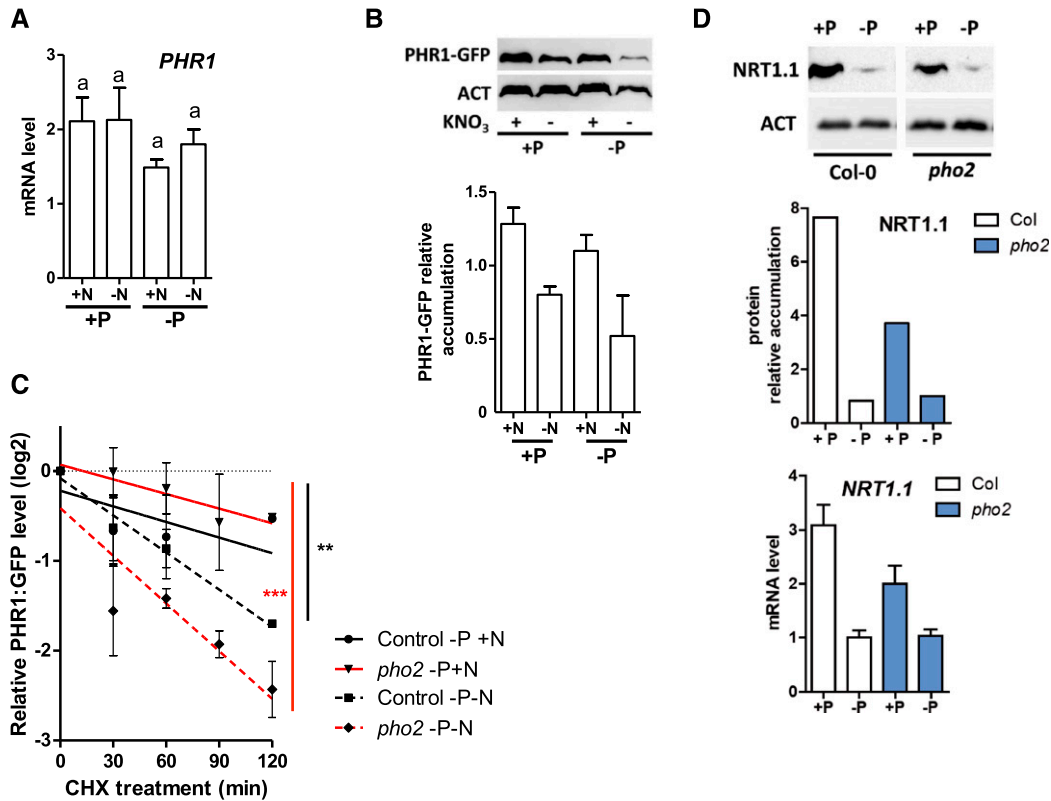 A
PHR1
mRNA level
3
2
1
0
a
a
a
a
+N
-N
+N
-N
+P
-P
B
PHR1-GFP
ACT
KNO3
+
-
+
-
+P
-P
PHR1-GFP relative
accumulation
1.5
1.0
0.5
0
+N
-N
+N
-N
+P
-P
C
Relative PHR1:GFP level (log2)
0
-1
-2
-3
0
30
60
90
120
CHX treatment (min)
***
**
Control -P +N
pho2 -P+N
Control -P-N
pho2 -P-N
D
+P
-P
+P
-P
NRT1.1
ACT
Col-0
pho2
NRT1.1
Col
pho2
protein
relative accumulation
8
6
4
2
0
+ P
- P
+ P
- P
NRT1.1
Col
pho2
mRNA level
4
3
2
1
0
+P
-P
+P
-P